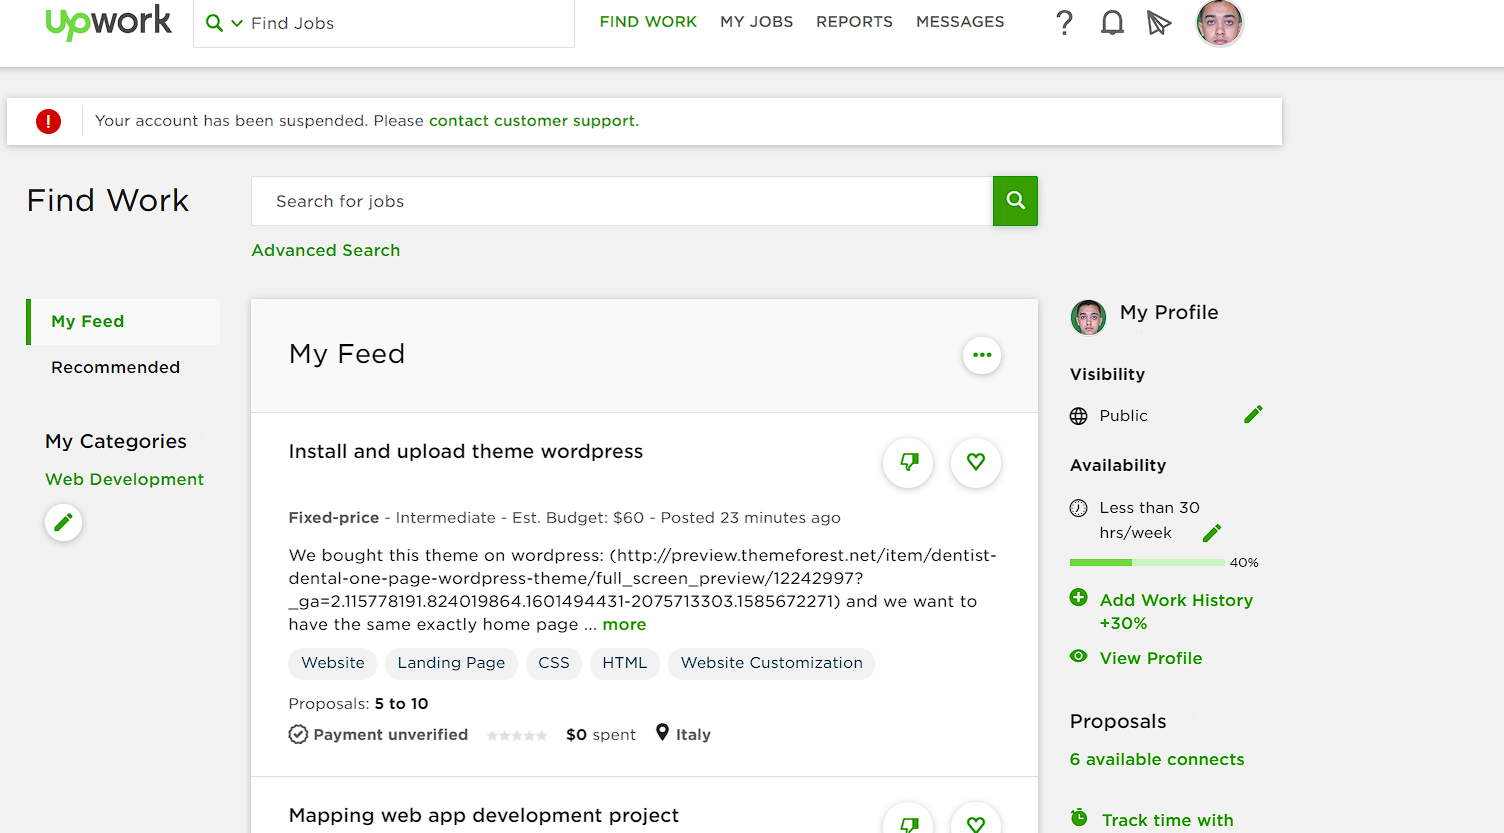 upwork
Find Jobs
FIND WORK
MY JOBS
REPORTS
MESSAGES
?
!
Your account has been suspended. Please contact customer support.
Find Work
Search for jobs
Advanced Search
My Feed
Recommended
My Categories
Web Development
My Feed
Install and upload theme wordpress
Fixed-price - Intermediate - Est. Budget: $60 - Posted 23 minutes ago
We bought this theme on wordpress: (http://preview.themeforest.net/item/dentist-
dental-one-page-wordpress-theme/full_screen_preview/12242997?
_ga=2.115778191.824019864.1601494431-2075713303.1585672271) and we want to
have the same exactly home page ... more
Website
Landing Page
CSS
HTML
Website Customization
Proposals: 5 to 10
Payment unverified
$0 spent
Italy
Mapping web app development project
My Profile
Visibility
Public
Availability
Less than 30
hrs/week
40%
Add Work History
+30%
View Profile
Proposals
6 available connects
Track time with